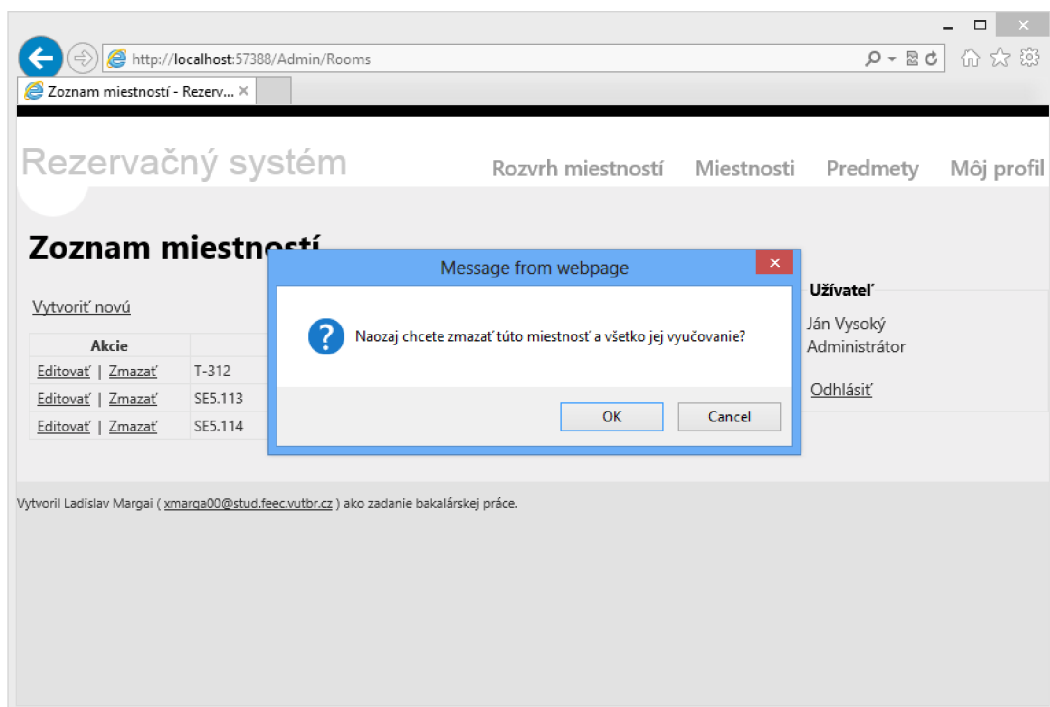 http://localhost:57388/Admin/Rooms
Zoznam miestností - Rezerv...
Rezervačný systém
Rozvrh miestností Miestnosti Predmety Môj profil
Zoznam miestností
Message from webpage
Naozaj chcete zmazať túto miestnosť a všetko jej vyučovanie?
OK Cancel
Vytvoriť novú
Akcie
Editovať | Zmazať T-312
Editovať | Zmazať SE5.113
Editovať | Zmazať SE5.114
Užívateľ
Ján Vysoký
Administrátor
Odhlásiť
Vytvoril Ladislav Margai ( xmarga00@stud.feec.vutbr.cz ) ako zadanie bakalárskej práce.